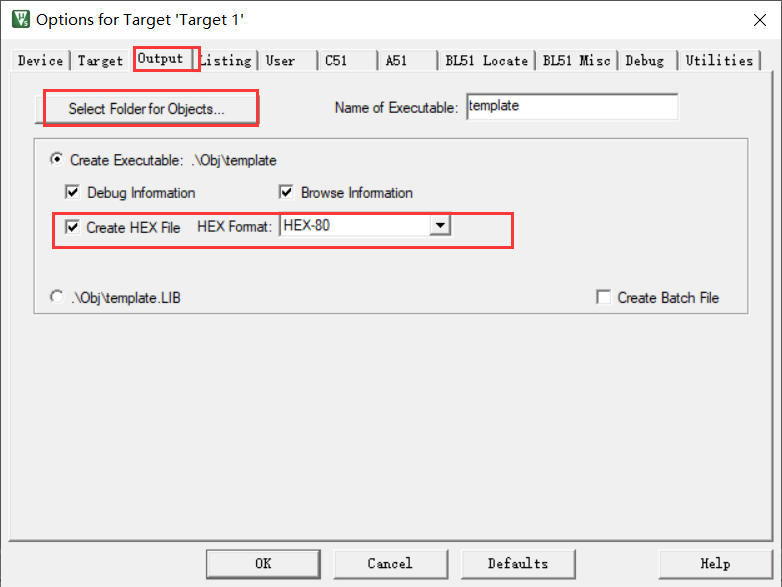 Options for Target 'Target 1'
Device Target Output Listing User C51 A51 BL51 Locate BL51 Misc Debug Utilities
Select Folder for Objects... Name of Executable: template
Create Executable: .\Obj\template
Debug Information Browse Information
Create HEX File HEX Format: HEX-80
.\Obj\template.LIB Create Batch File
OK Cancel Defaults Help